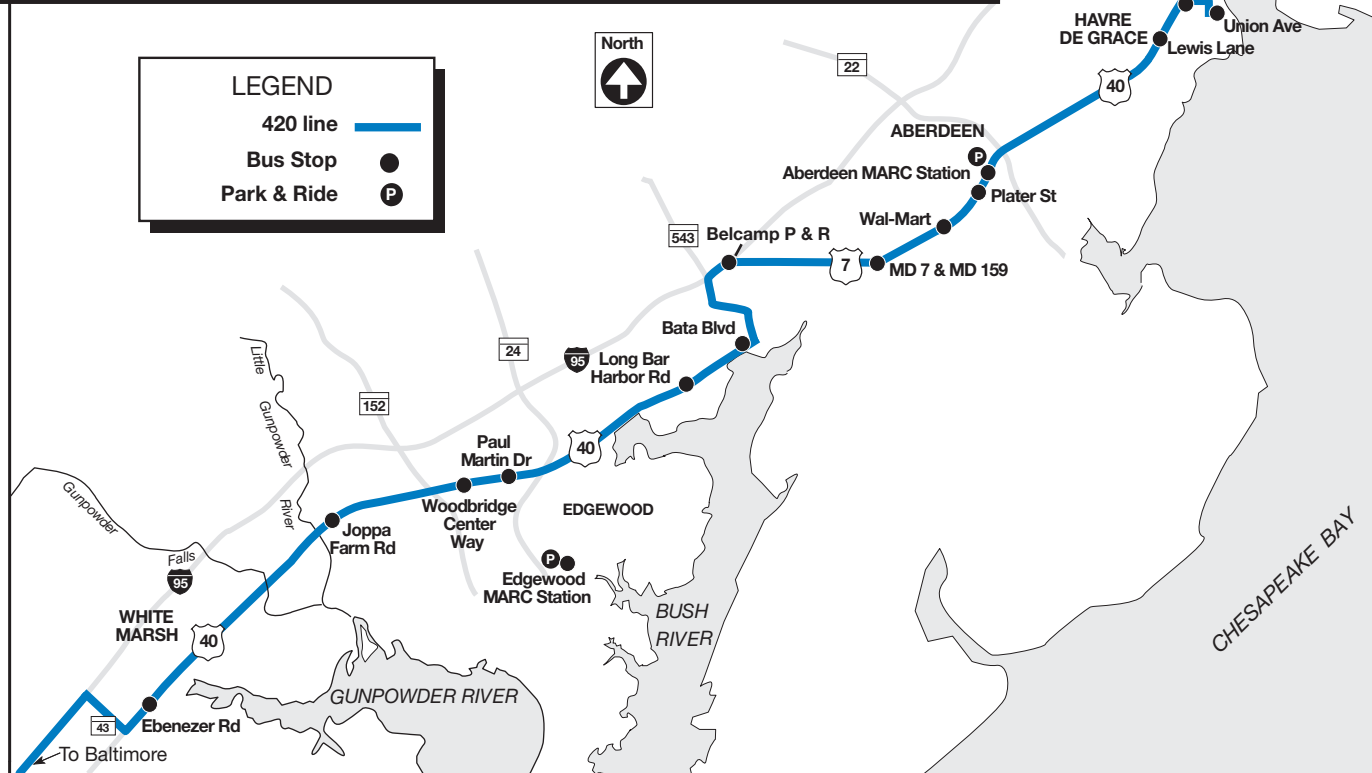 LEGEND
420 line
Bus Stop
Park & Ride
P
North
22
HAVRE
DE GRACE
Union Ave
Lewis Lane
40
ABERDEEN
P
Aberdeen MARC Station
Plater St
Wal-Mart
543
Belcamp P & R
7
MD 7 & MD 159
Bata Blvd
24
95
Long Bar
Harbor Rd
Little
Gunpowder
River
152
Paul
Martin Dr
40
Gunpowder
Falls
Woodbridge
Center
Way
EDGEWOOD
Joppa
Farm Rd
P
Edgewood
MARC Station
95
WHITE
MARSH
40
BUSH
RIVER
CHESAPEAKE BAY
GUNPOWDER RIVER
43
Ebenezer Rd
To Baltimore